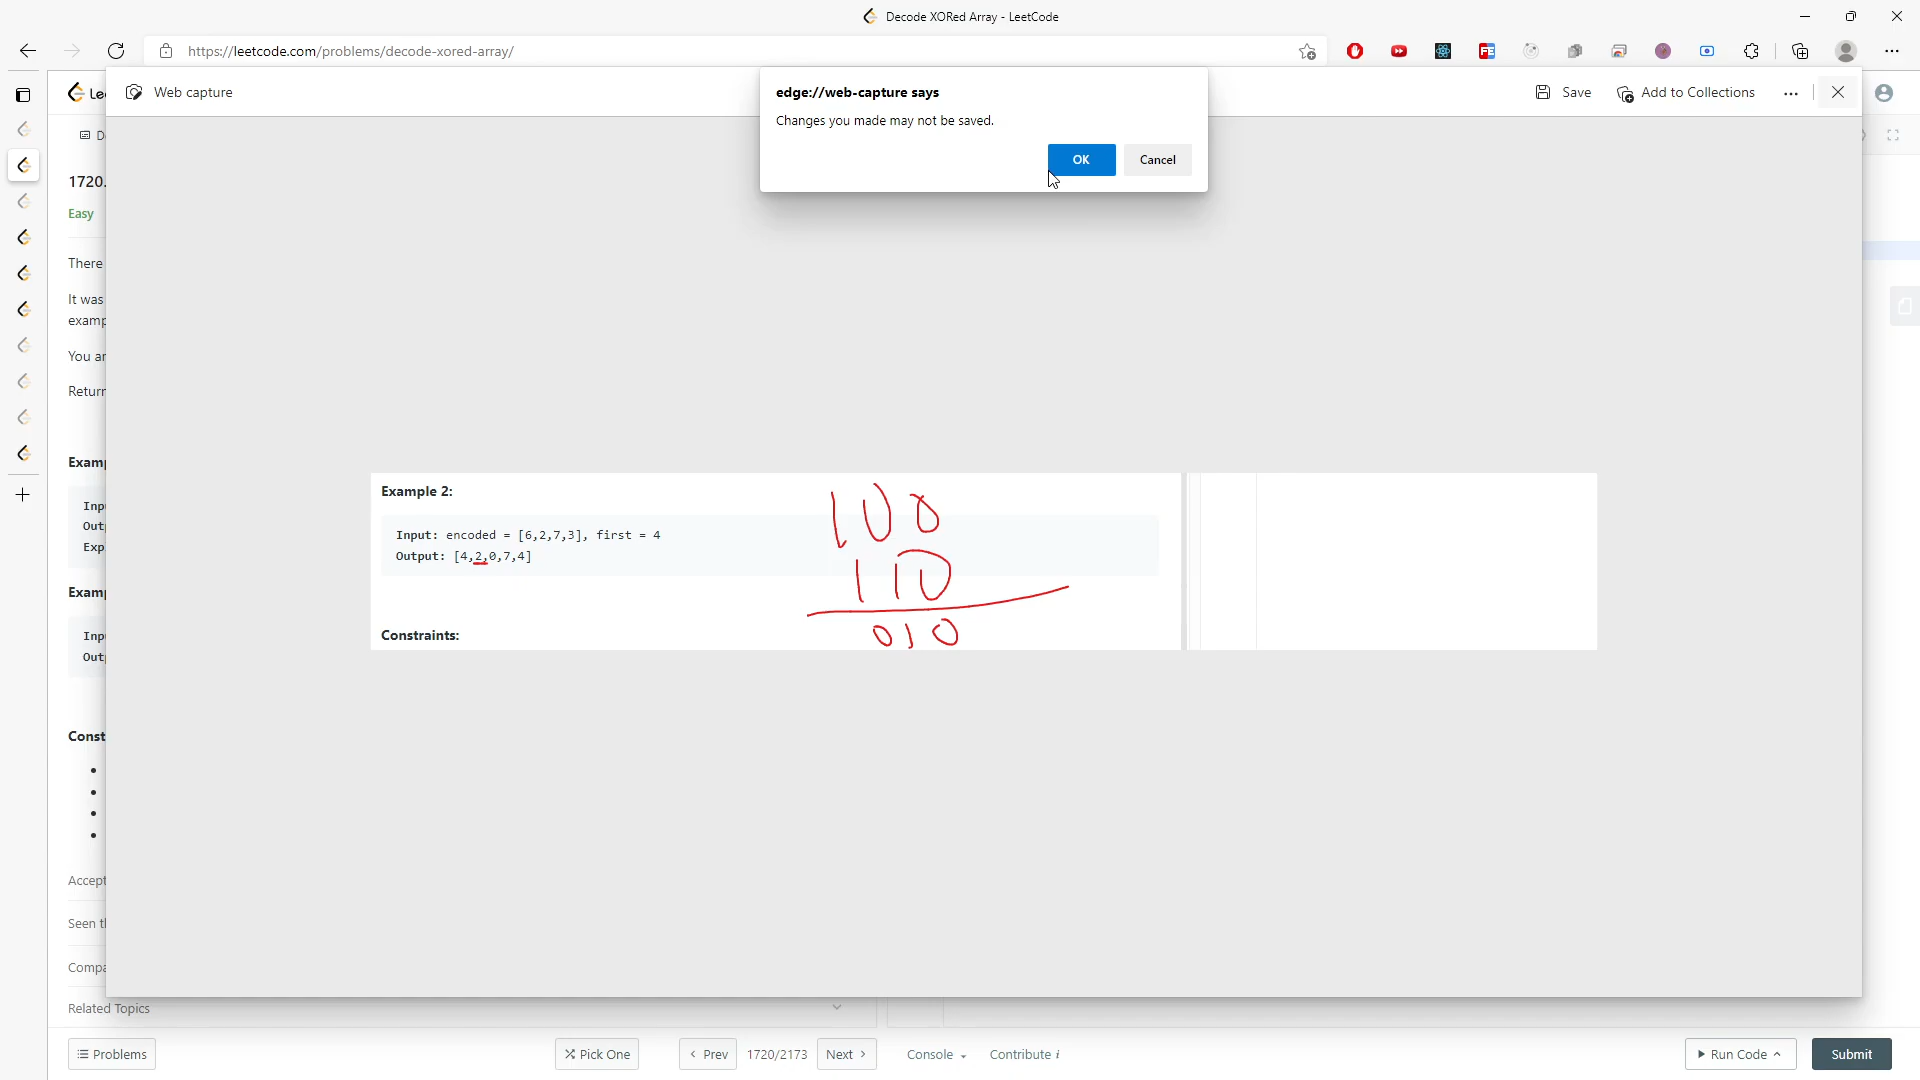 Decode XORed Array - LeetCode
https://leetcode.com/problems/decode-xored-array/
Web capture
edge://web-capture says
Changes you made may not be saved.
OK
Cancel
Save
Add to Collections
1720.
Easy
There
It was
examp
You ar
Return
Examp
Inp
Out
Exp
Examp
Inp
Out
Const
Accept
Seen th
Compa
Related Topics
Example 2:
Input: encoded = [6,2,7,3], first = 4
Output: [4,2,0,7,4]
Constraints:
100
110
010
Problems
Pick One
Prev
1720/2173
Next
Console
Contribute i
Run Code
Submit